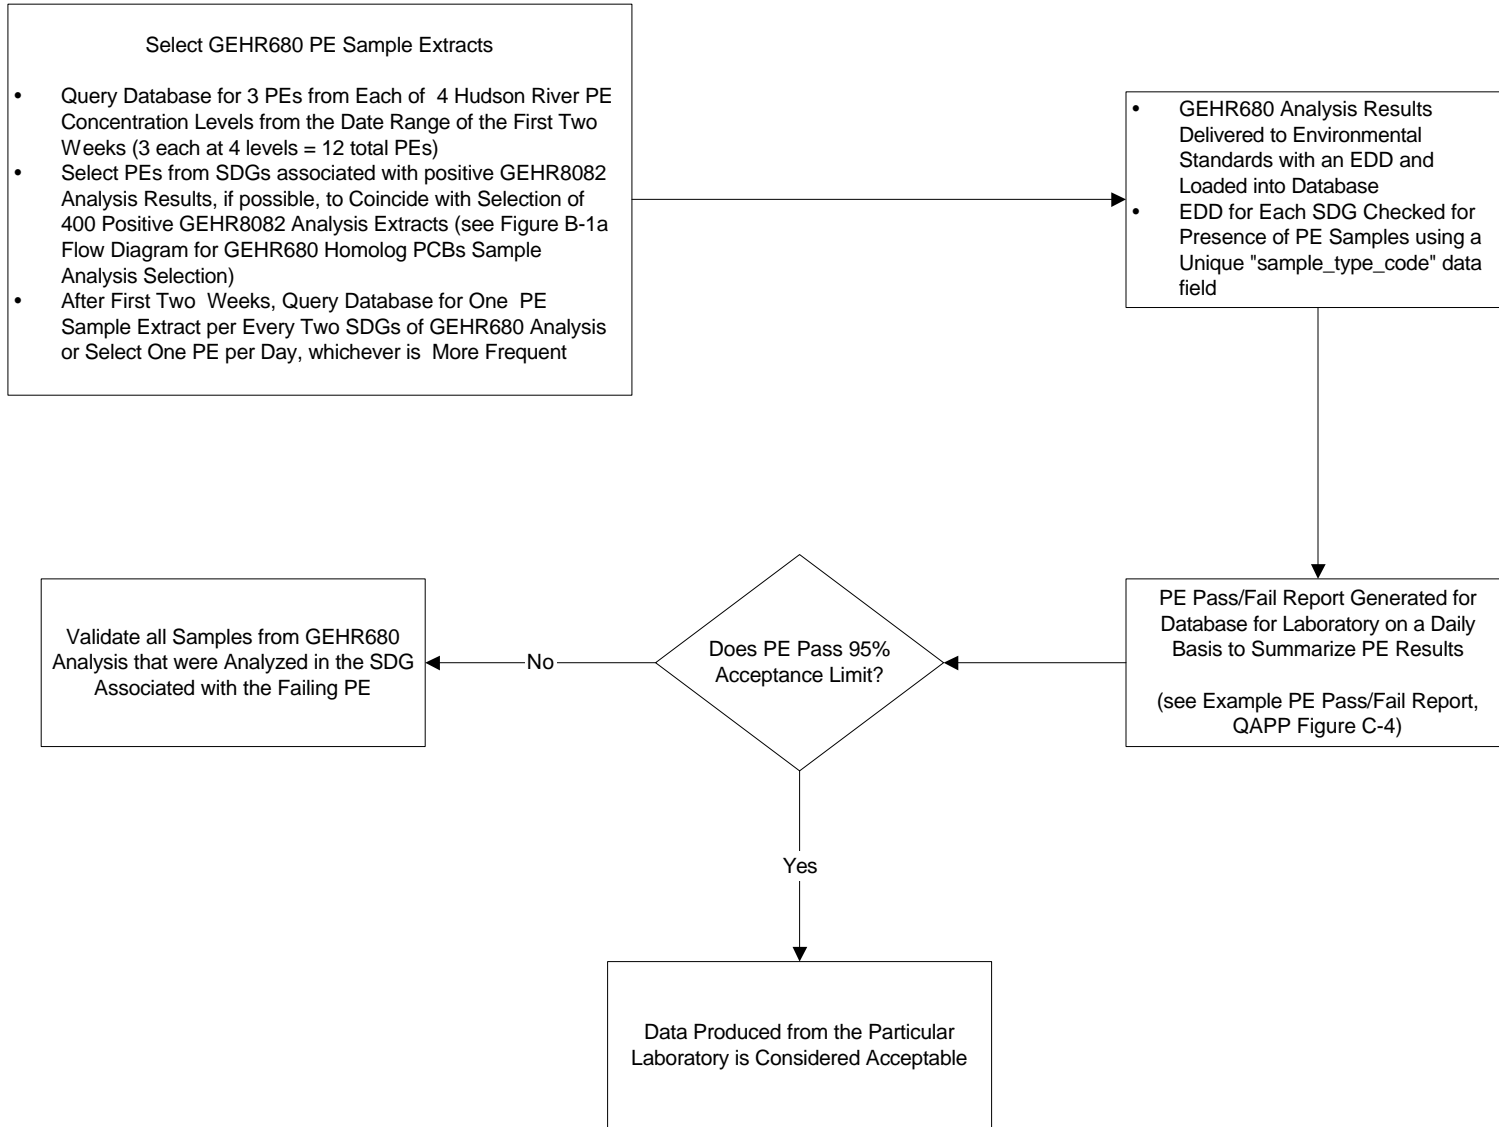 Select GEHR680 PE Sample Extracts
• Query Database for 3 PEs from Each of 4 Hudson River PE
Concentration Levels from the Date Range of the First Two
Weeks (3 each at 4 levels = 12 total PEs)
• Select PEs from SDGs associated with positive GEHR8082
Analysis Results, if possible, to Coincide with Selection of
400 Positive GEHR8082 Analysis Extracts (see Figure B-1a
Flow Diagram for GEHR680 Homolog PCBs Sample
Analysis Selection)
• After First Two Weeks, Query Database for One PE
Sample Extract per Every Two SDGs of GEHR680 Analysis
or Select One PE per Day, whichever is More Frequent
• GEHR680 Analysis Results
Delivered to Environmental
Standards with an EDD and
Loaded into Database
• EDD for Each SDG Checked for
Presence of PE Samples using a
Unique "sample_type_code" data
field
PE Pass/Fail Report Generated for
Database for Laboratory on a Daily
Basis to Summarize PE Results
(see Example PE Pass/Fail Report,
QAPP Figure C-4)
Does PE Pass 95%
Acceptance Limit?
No
Validate all Samples from GEHR680
Analysis that were Analyzed in the SDG
Associated with the Failing PE
Yes
Data Produced from the Particular
Laboratory is Considered Acceptable